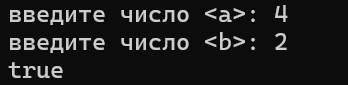 введите число <a>: 4
введите число <b>: 2
true